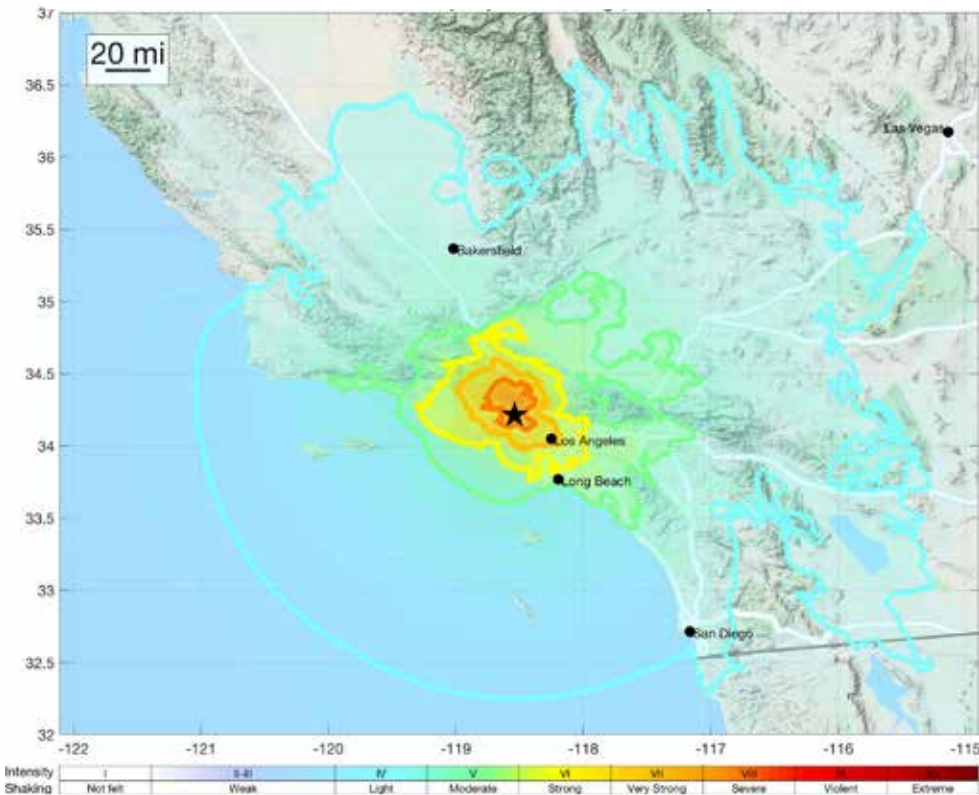 37
20 mi
36.5
Las Vegas
36
35.5
Bakersfield
35
34.5
34
Los Angeles
Long Beach
33.5
33
San Diego
32.5
32
-122 -121 -120 -119 -118 -117 -116 -115
Intensity I II-III IV V VI VII VIII
Shaking Not felt Weak Light Moderate Strong Very Strong Severe Violent Extreme